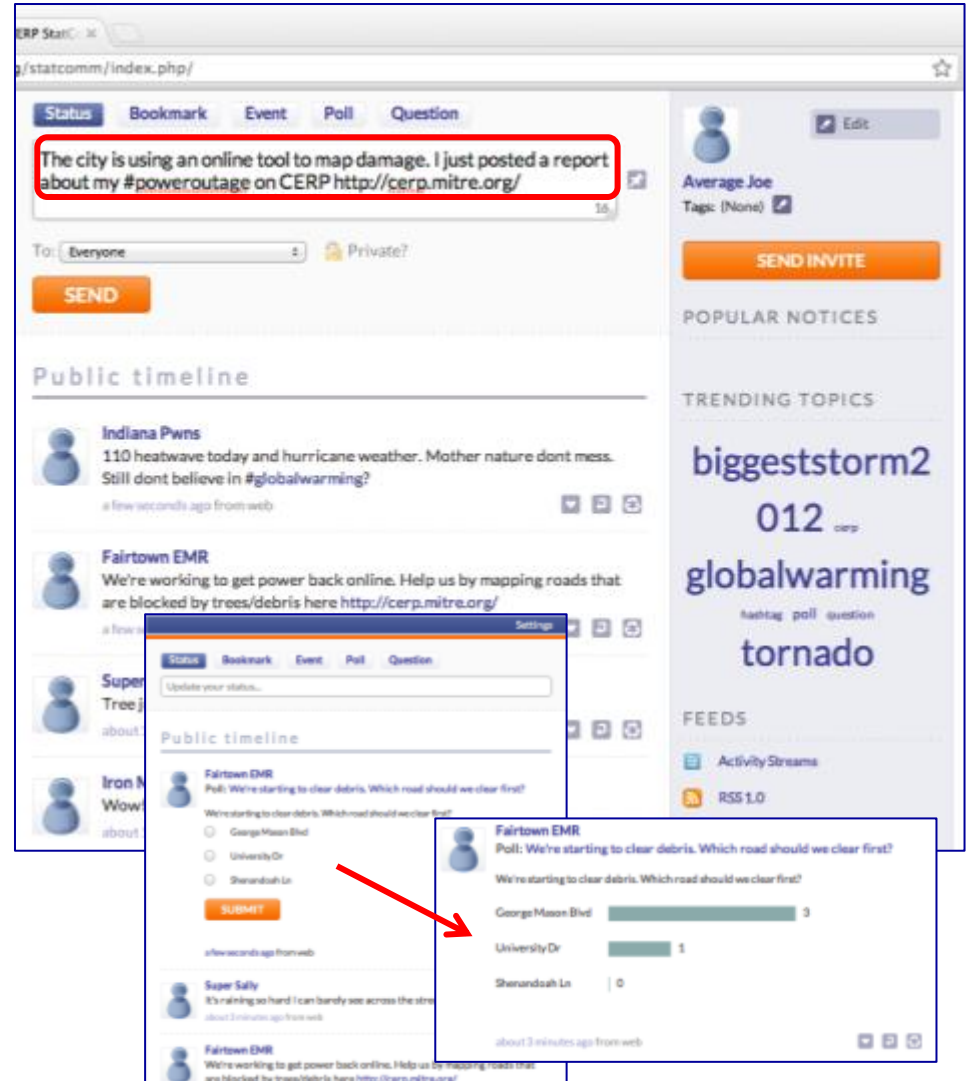 ERP StatC
g/statcomm/index.php/
Status Bookmark Event Poll Question
The city is using an online tool to map damage. I just posted a report
about my #poweroutage on CERP http://cerp.mitre.org/
16
To: Everyone Private?
SEND
Edit
Average Joe
Tags: (None)
SEND INVITE
POPULAR NOTICES
TRENDING TOPICS
biggeststorm2
012 cerp
globalwarming
hashtag poll question
tornado
FEEDS
Activity Streams
RSS 1.0
Public timeline
Indiana Pwns
110 heatwave today and hurricane weather. Mother nature dont mess.
Still dont believe in #globalwarming?
a few seconds ago from web
Fairtown EMR
We're working to get power back online. Help us by mapping roads that
are blocked by trees/debris here http://cerp.mitre.org/
a few s
Super
Tree j
about
Iron M
Wow!
about
Settings
Status Bookmark Event Poll Question
Update your status...
Public timeline
Fairtown EMR
Poll: We're starting to clear debris. Which road should we clear first?
We're starting to clear debris. Which road should we clear first?
George Mason Blvd
University Dr
Shenandoah Ln
SUBMIT
a few seconds ago from web
Super Sally
It's raining so hard I can barely see across the stre
about 2 minutes ago from web
Fairtown EMR
We're working to get power back online. Help us by mapping roads that
are blocked by trees/debris here http://cerp.mitre.org/
Fairtown EMR
Poll: We're starting to clear debris. Which road should we clear first?
We're starting to clear debris. Which road should we clear first?
George Mason Blvd 3
University Dr 1
Shenandoah Ln 0
about 3 minutes ago from web